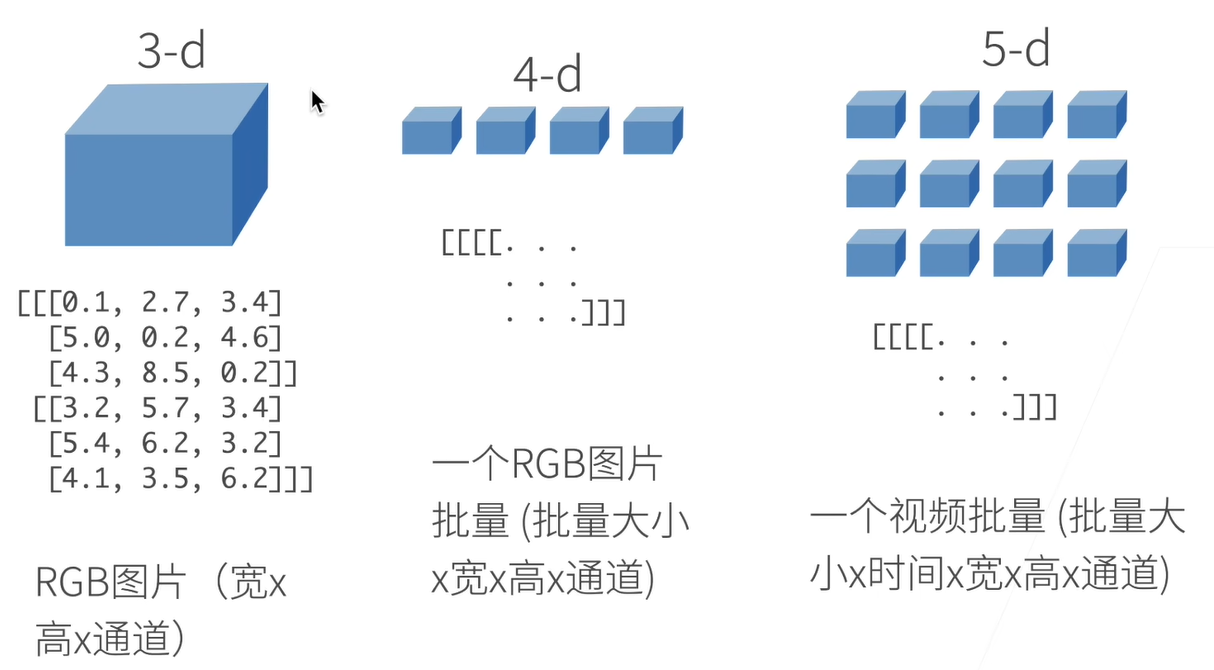 3-d
[[[0.1, 2.7, 3.4]
[5.0, 0.2, 4.6]
[4.3, 8.5, 0.2]]
[[3.2, 5.7, 3.4]
[5.4, 6.2, 3.2]
[4.1, 3.5, 6.2]]]
RGB图片（宽x
高x通道）
4-d
[[[[. . .
. . .
. . .]]]
一个RGB图片
批量 (批量大小
x宽x高x通道)
5-d
[[[[. . .
. . .
. . .]]]
一个视频批量 (批量大
小x时间x宽x高x通道)